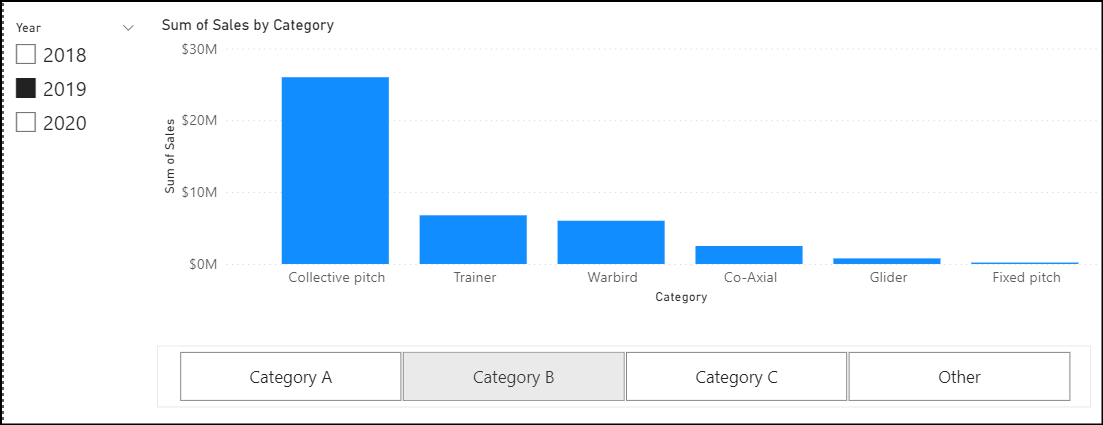 Year
2018
2019
2020
Sum of Sales by Category
$30M
$20M
$10M
$0M
Sum of Sales
Collective pitch Trainer Warbird Co-Axial Glider Fixed pitch
Category
Category A Category B Category C Other